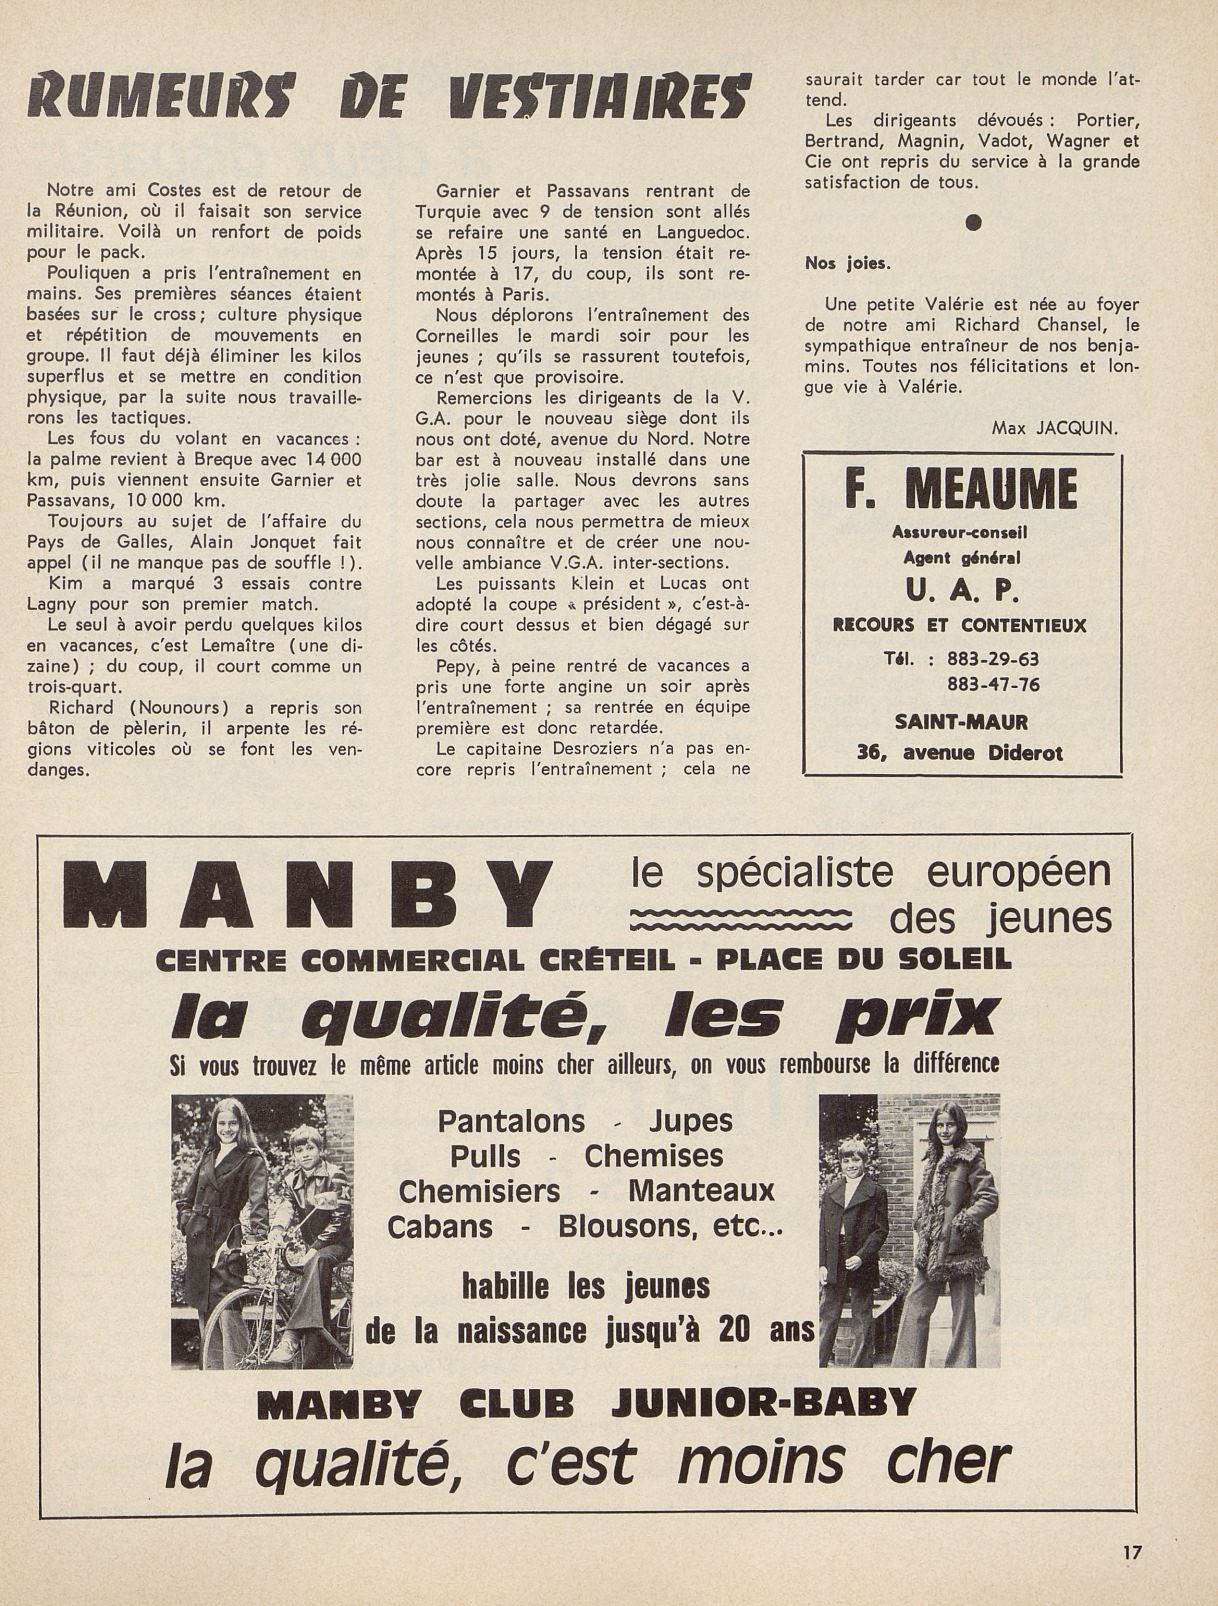 RUMEURS DE VESTIAIRES
Notre ami Costes est de retour de
la Réunion, où il faisait son service
militaire. Voilà un renfort de poids
pour le pack.
Pouliquen a pris l'entraînement en
mains. Ses premières séances étaient
basées sur le cross ; culture physique
et répétition de mouvements en
groupe. Il faut déjà éliminer les kilos
superflus et se mettre en condition
physique, par la suite nous travaille-
rons les tactiques.
Les fous du volant en vacances :
la palme revient à Breque avec 14 000
km, puis viennent ensuite Garnier et
Passavans, 10 000 km.
Toujours au sujet de l'affaire du
Pays de Galles, Alain Jonquet fait
appel (il ne manque pas de souffle !).
Kim a marqué 3 essais contre
Lagny pour son premier match.
Le seul à avoir perdu quelques kilos
en vacances, c'est Lemaître (une di-
zaine) ; du coup, il court comme un
trois-quart.
Richard (Nounours) a repris son
bâton de pèlerin, il arpente les ré-
gions viticoles où se font les ven-
danges.
Garnier et Passavans rentrant de
Turquie avec 9 de tension sont allés
se refaire une santé en Languedoc.
Après 15 jours, la tension était re-
montée à 17, du coup, ils sont re-
montés à Paris.
Nous déplorons l'entraînement des
Corneilles le mardi soir pour les
jeunes ; qu'ils se rassurent toutefois,
ce n'est que provisoire.
Remercions les dirigeants de la V.
G.A. pour le nouveau siège dont ils
nous ont doté, avenue du Nord. Notre
bar est à nouveau installé dans une
très jolie salle. Nous devrons sans
doute la partager avec les autres
sections, cela nous permettra de mieux
nous connaître et de créer une nou-
velle ambiance V.G.A. inter-sections.
Les puissants Klein et Lucas ont
adopté la coupe « président », c'est-à-
dire court dessus et bien dégagé sur
les côtés.
Pepy, à peine rentré de vacances a
pris une forte angine un soir après
l'entraînement ; sa rentrée en équipe
première est donc retardée.
Le capitaine Desroziers n'a pas en-
core repris l'entraînement ; cela ne
saurait tarder car tout le monde l'at-
tend.
Les dirigeants dévoués : Portier,
Bertrand, Magnin, Vadot, Wagner et
Cie ont repris du service à la grande
satisfaction de tous.
●
Nos joies.
Une petite Valérie est née au foyer
de notre ami Richard Chansel, le
sympathique entraîneur de nos benja-
mins. Toutes nos félicitations et lon-
gue vie à Valérie.
Max JACQUIN.
F. MEAUME
Assureur-conseil
Agent général
U. A. P.
RECOURS ET CONTENTIEUX
Tél. : 883-29-63
883-47-76
SAINT-MAUR
36, avenue Diderot
MANBY
le spécialiste européen
des jeunes
CENTRE COMMERCIAL CRÉTEIL - PLACE DU SOLEIL
la qualité, les prix
Si vous trouvez le même article moins cher ailleurs, on vous rembourse la différence
Pantalons - Jupes
Pulls - Chemises
Chemisiers - Manteaux
Cabans - Blousons, etc...
habille les jeunes
de la naissance jusqu'à 20 ans
MANBY CLUB JUNIOR-BABY
la qualité, c'est moins cher
17